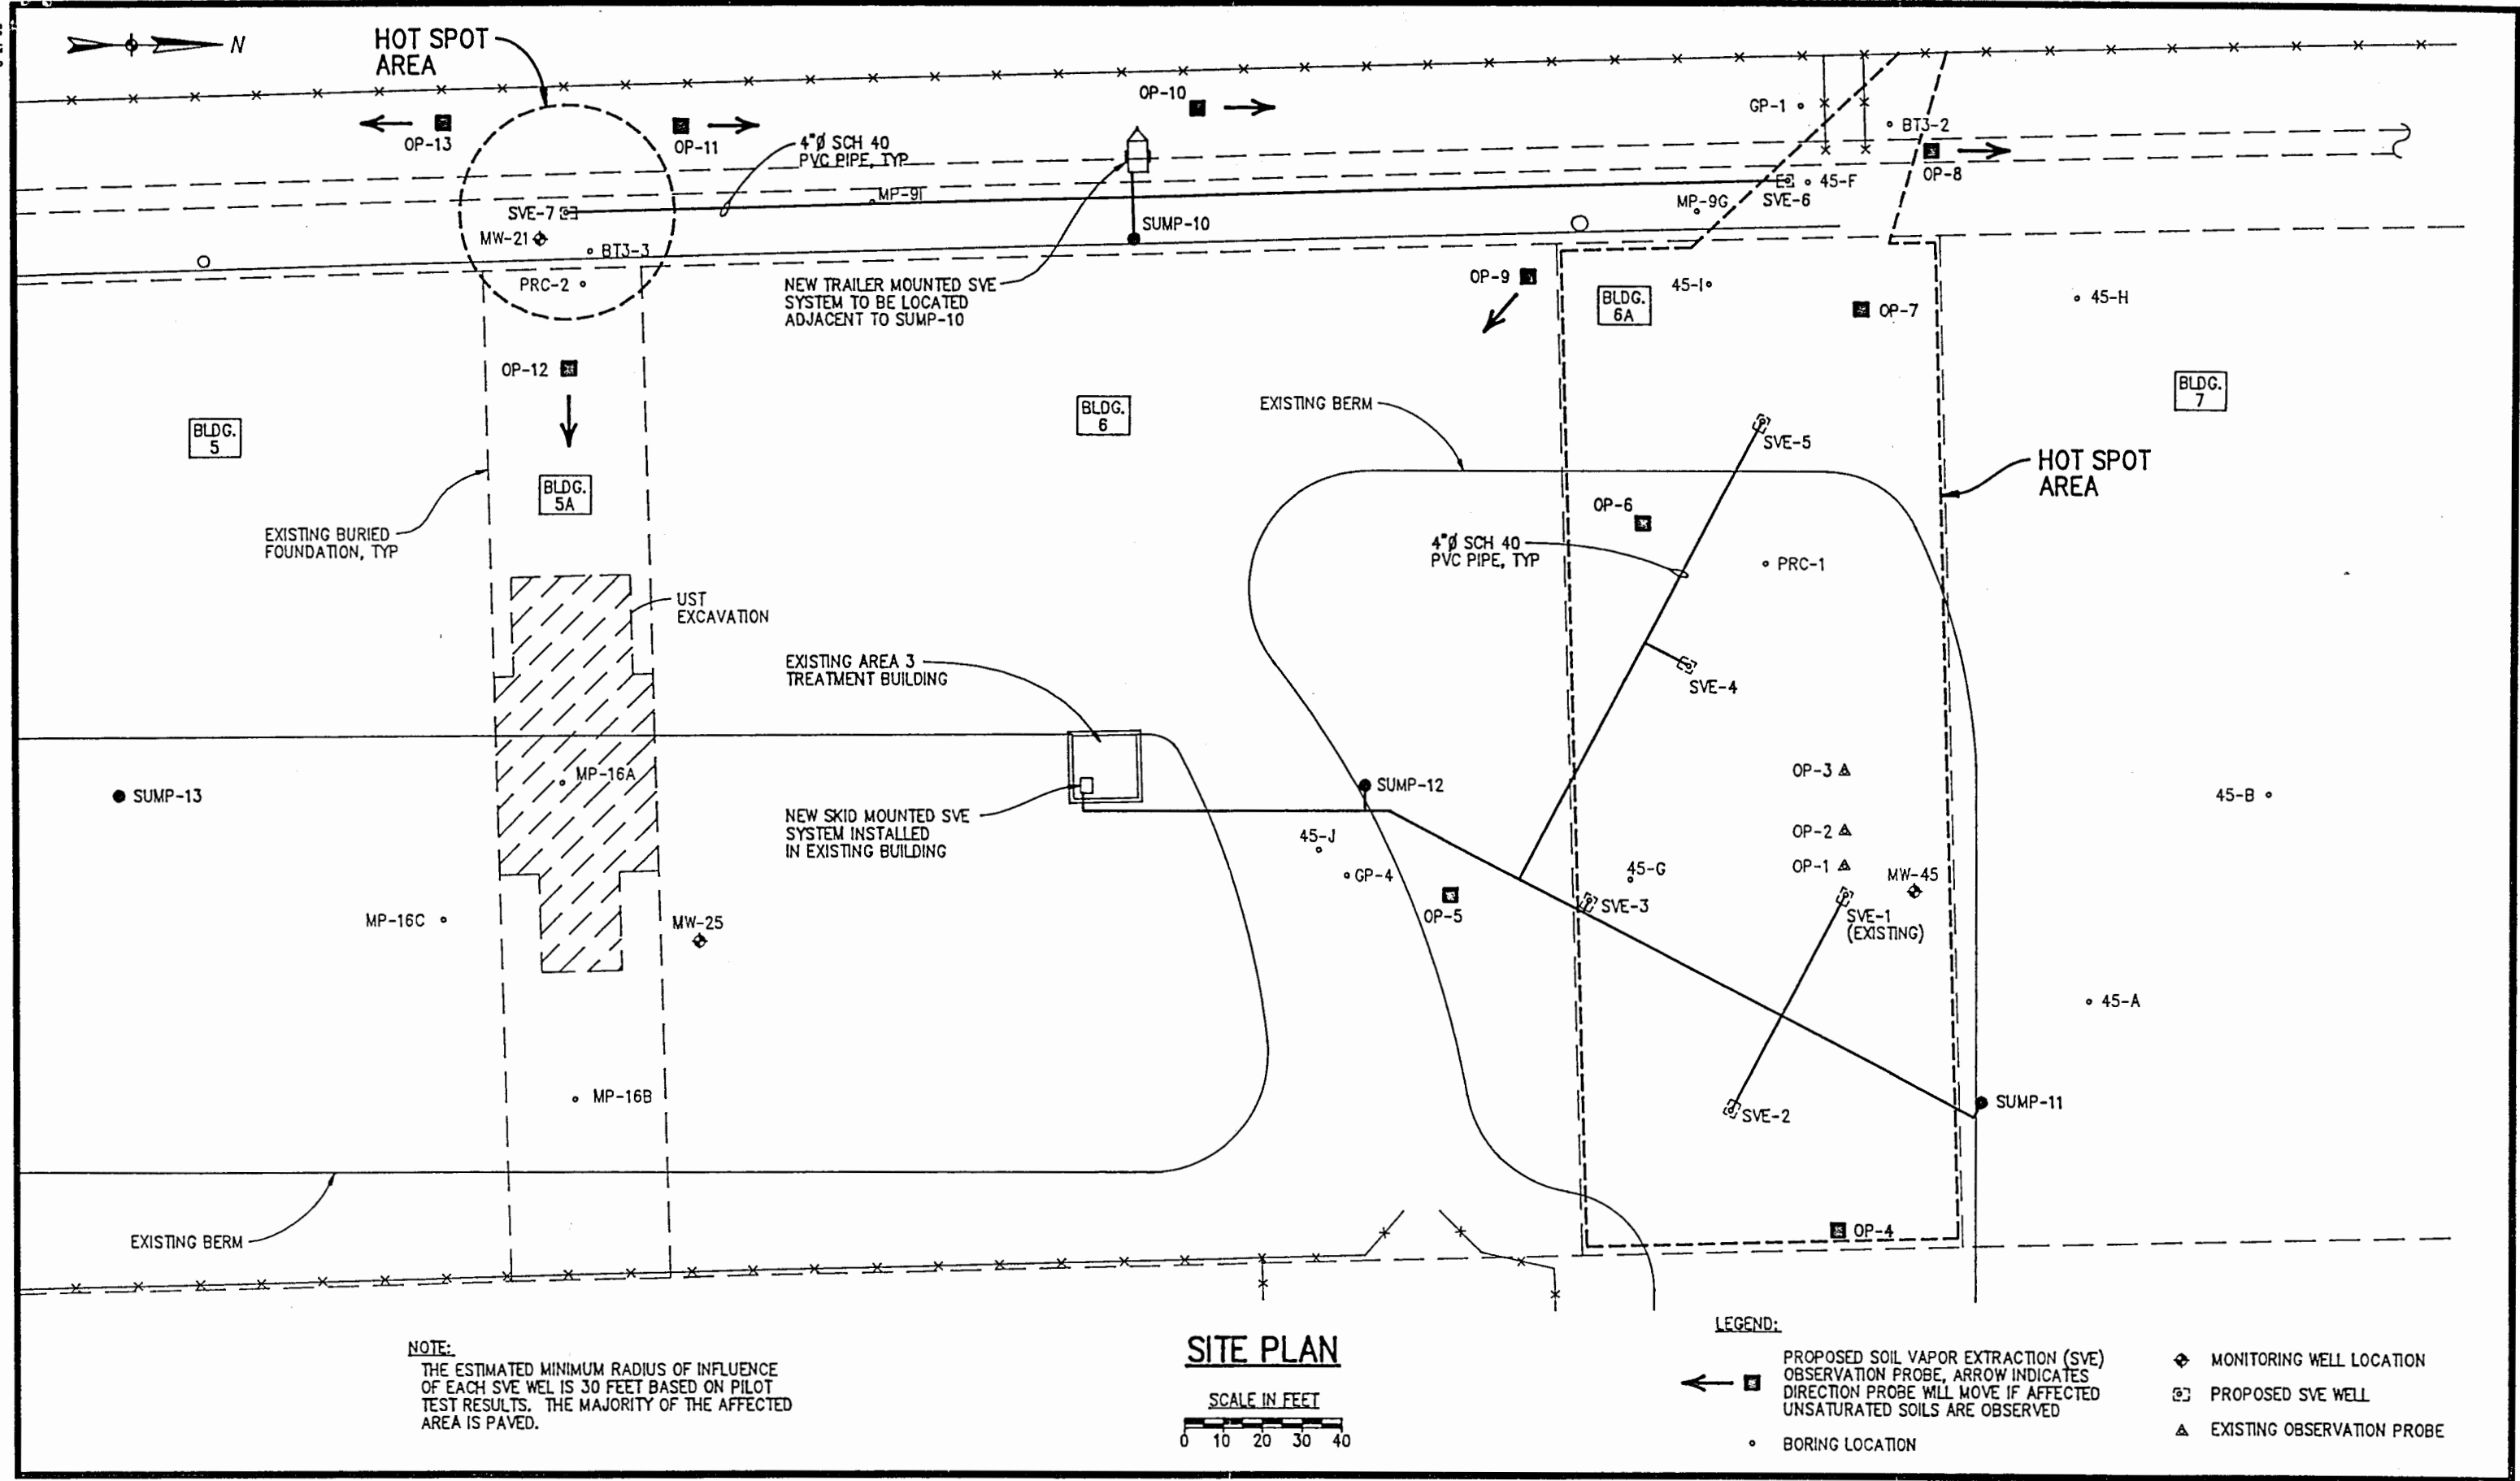 N
HOT SPOT
AREA
OP-10
GP-1
BT3-2
OP-13
OP-11
4"Ø SCH 40
PVC PIPE, TYP
OP-8
MP-9I
45-F
SVE-6
MP-9G
SVE-7
MW-21
BT3-3
SUMP-10
PRC-2
NEW TRAILER MOUNTED SVE
SYSTEM TO BE LOCATED
ADJACENT TO SUMP-10
OP-9
45-I
BLDG.
6A
OP-7
45-H
OP-12
BLDG.
5
BLDG.
6
EXISTING BERM
BLDG.
7
SVE-5
HOT SPOT
AREA
BLDG.
5A
OP-6
EXISTING BURIED
FOUNDATION, TYP
4"Ø SCH 40
PVC PIPE, TYP
PRC-1
UST
EXCAVATION
EXISTING AREA 3
TREATMENT BUILDING
SVE-4
MP-16A
OP-3
SUMP-13
SUMP-12
45-B
NEW SKID MOUNTED SVE
SYSTEM INSTALLED
IN EXISTING BUILDING
OP-2
45-J
OP-1
45-G
GP-4
MW-45
SVE-3
OP-5
SVE-1
(EXISTING)
MP-16C
MW-25
45-A
MP-16B
SVE-2
SUMP-11
OP-4
EXISTING BERM
NOTE:
THE ESTIMATED MINIMUM RADIUS OF INFLUENCE
OF EACH SVE WEL IS 30 FEET BASED ON PILOT
TEST RESULTS. THE MAJORITY OF THE AFFECTED
AREA IS PAVED.
SITE PLAN
SCALE IN FEET
0 10 20 30 40
LEGEND:
PROPOSED SOIL VAPOR EXTRACTION (SVE)
OBSERVATION PROBE, ARROW INDICATES
DIRECTION PROBE WILL MOVE IF AFFECTED
UNSATURATED SOILS ARE OBSERVED
BORING LOCATION
MONITORING WELL LOCATION
PROPOSED SVE WELL
EXISTING OBSERVATION PROBE